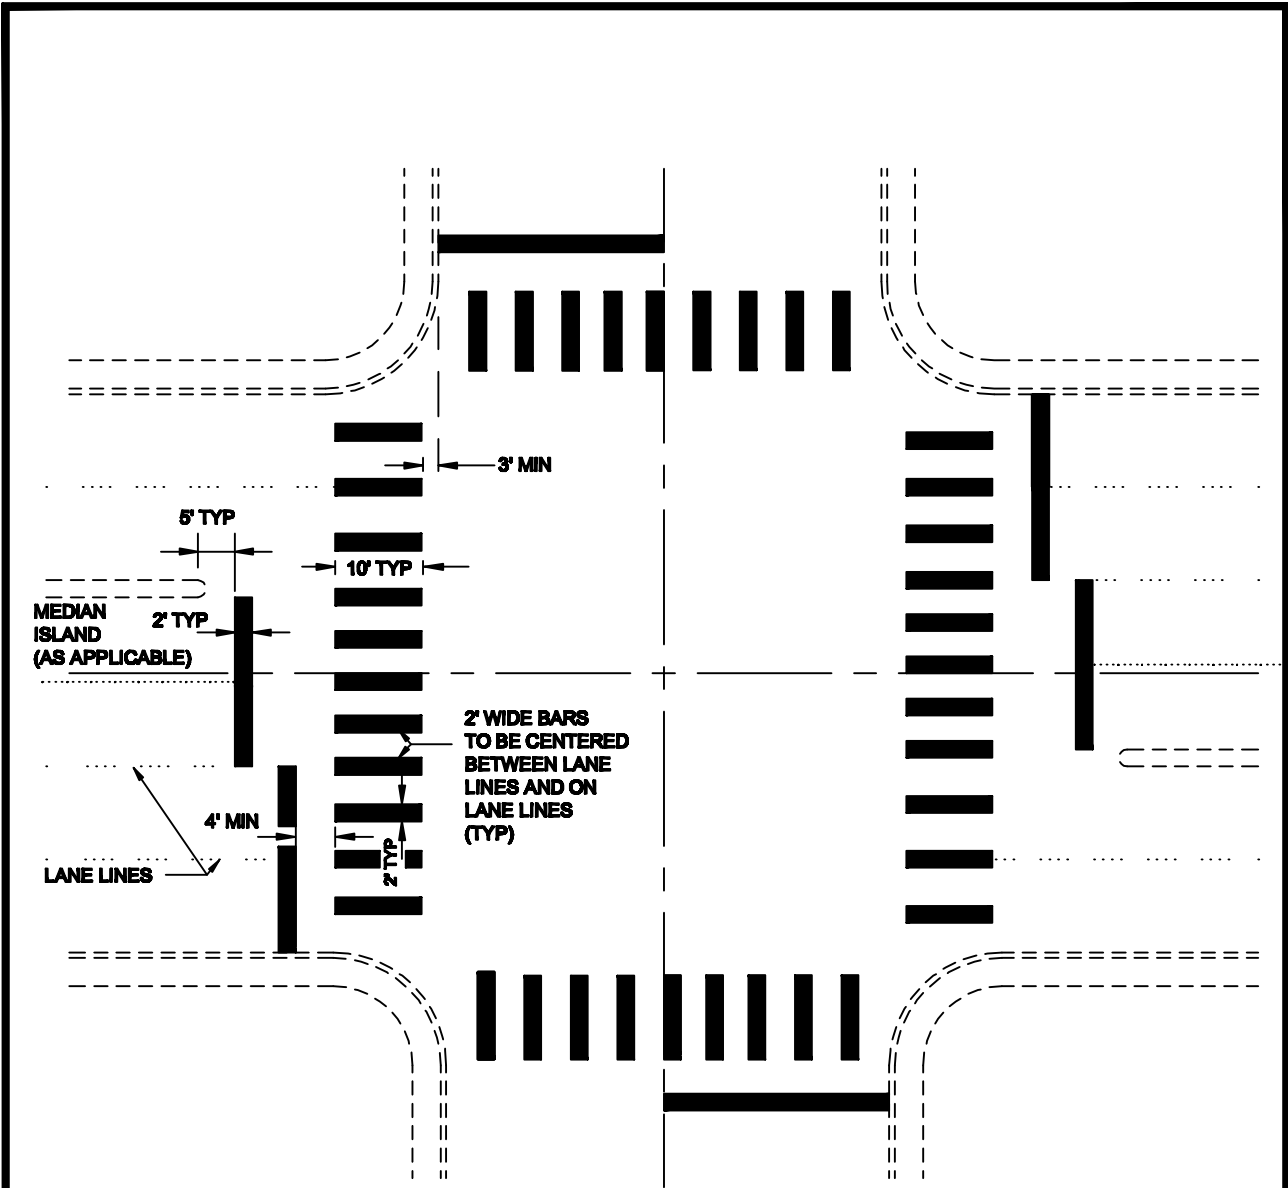 3' MIN
5' TYP
10' TYP
MEDIAN
ISLAND
(AS APPLICABLE)
2' TYP
2' WIDE BARS
TO BE CENTERED
BETWEEN LANE
LINES AND ON
LANE LINES
(TYP)
4' MIN
2' TYP
LANE LINES